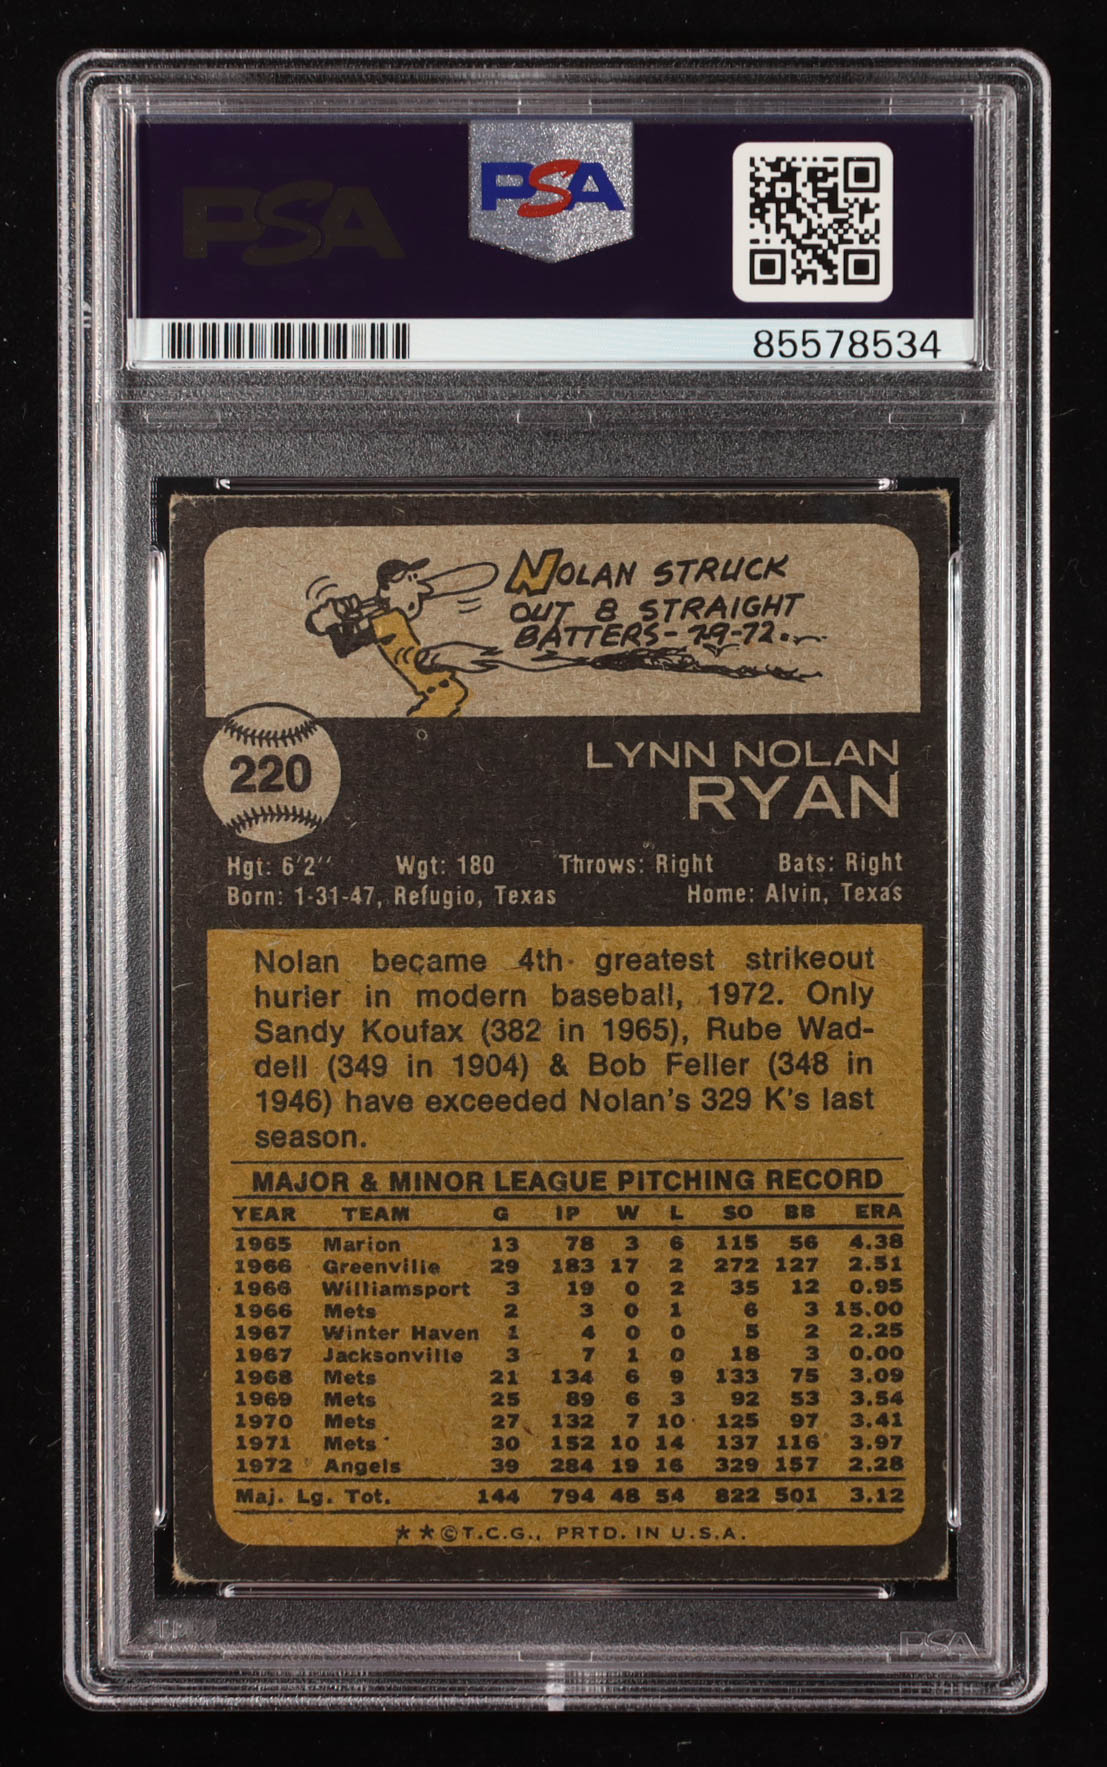 PSA
PSA
85578534
NOLAN STRUCK
OUT 8 STRAIGHT
BATTERS-7-9-72.
220
LYNN NOLAN
RYAN
Hgt: 6'2'' Wgt: 180 Throws: Right Bats: Right
Born: 1-31-47, Refugio, Texas Home: Alvin, Texas
Nolan became 4th greatest strikeout
hurler in modern baseball, 1972. Only
Sandy Koufax (382 in 1965), Rube Wad-
dell (349 in 1904) & Bob Feller (348 in
1946) have exceeded Nolan's 329 K's last
season.
MAJOR & MINOR LEAGUE PITCHING RECORD
YEAR TEAM G IP W L SO BB ERA
1965 Marion 13 78 3 6 115 56 4.38
1966 Greenville 29 183 17 2 272 127 2.51
1966 Williamsport 3 19 0 2 35 12 0.95
1966 Mets 2 3 0 1 6 3 15.00
1967 Winter Haven 1 4 0 0 5 2 2.25
1967 Jacksonville 3 7 1 0 18 3 0.00
1968 Mets 21 134 6 9 133 75 3.09
1969 Mets 25 89 6 3 92 53 3.54
1970 Mets 27 132 7 10 125 97 3.41
1971 Mets 30 152 10 14 137 116 3.97
1972 Angels 39 284 19 16 329 157 2.28
Maj. Lg. Tot. 144 794 48 54 822 501 3.12
★★©T.C.G., PRTD. IN U.S.A.
PSA